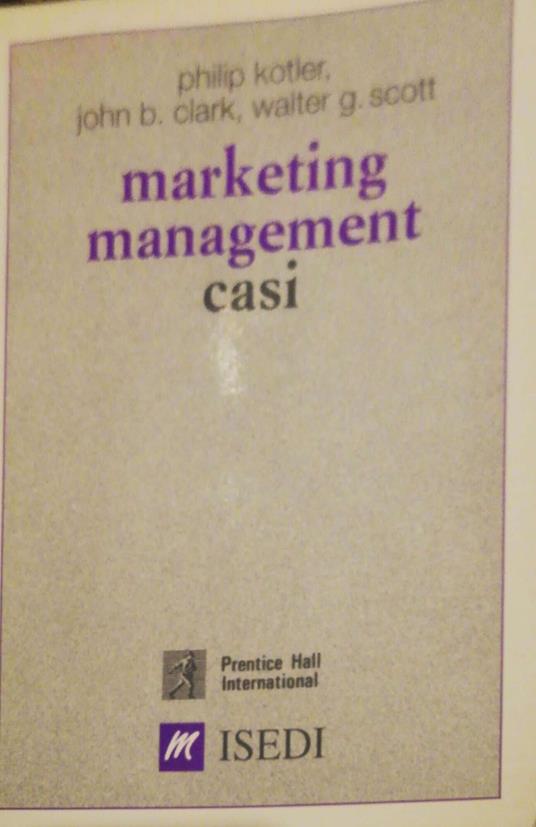 philip kotler,
john b. clark, walter g. scott
marketing
management
casi
Prentice Hall
International
m ISEDI